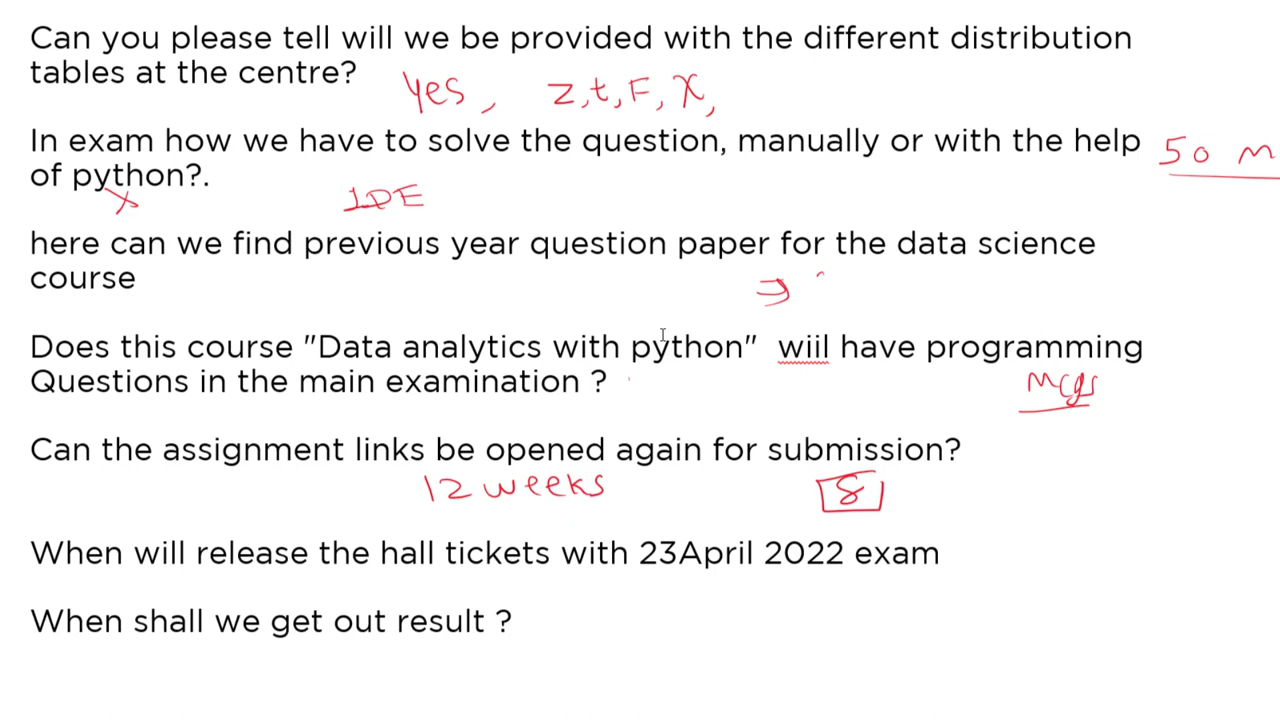 Can you please tell will we be provided with the different distribution
tables at the centre?
Yes, z, t, F, X,
In exam how we have to solve the question, manually or with the help
50 M
of python?.
X IDE
here can we find previous year question paper for the data science
course
Does this course "Data analytics with python" wiil have programming
Questions in the main examination ?
MCQs
Can the assignment links be opened again for submission?
12 weeks 8
When will release the hall tickets with 23April 2022 exam
When shall we get out result ?